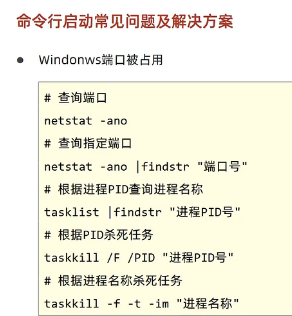 命令行启动常见问题及解决方案
● Windonws端口被占用
# 查询端口
netstat -ano
# 查询指定端口
netstat -ano |findstr "端口号"
# 根据进程PID查询进程名称
tasklist |findstr "进程PID号"
# 根据PID杀死任务
taskkill /F /PID "进程PID号"
# 根据进程名称杀死任务
taskkill -f -t -im "进程名称"